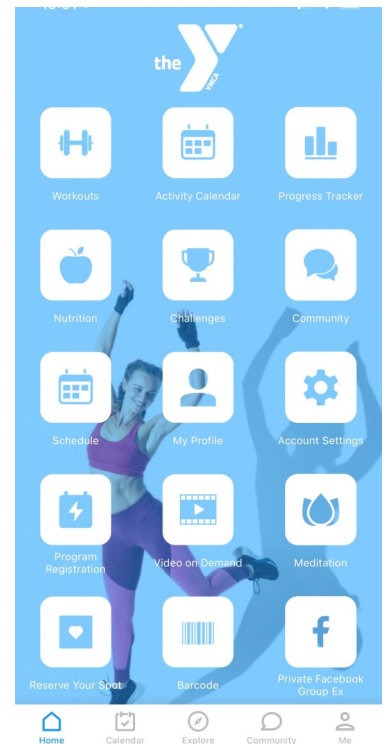 the
YMCA
Workouts
Activity Calendar
Progress Tracker
Nutrition
Challenges
Community
Schedule
My Profile
Account Settings
Program
Registration
Video on Demand
Meditation
Reserve Your Spot
Barcode
Private Facebook
Group Ex
Home
Calendar
Explore
Community
Me